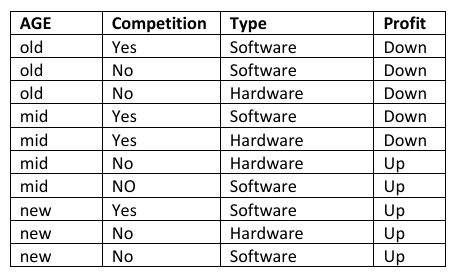 AGE Competition Type Profit
old Yes Software Down
old No Software Down
old No Hardware Down
mid Yes Software Down
mid Yes Hardware Down
mid No Hardware Up
mid NO Software Up
new Yes Software Up
new No Hardware Up
new No Software Up